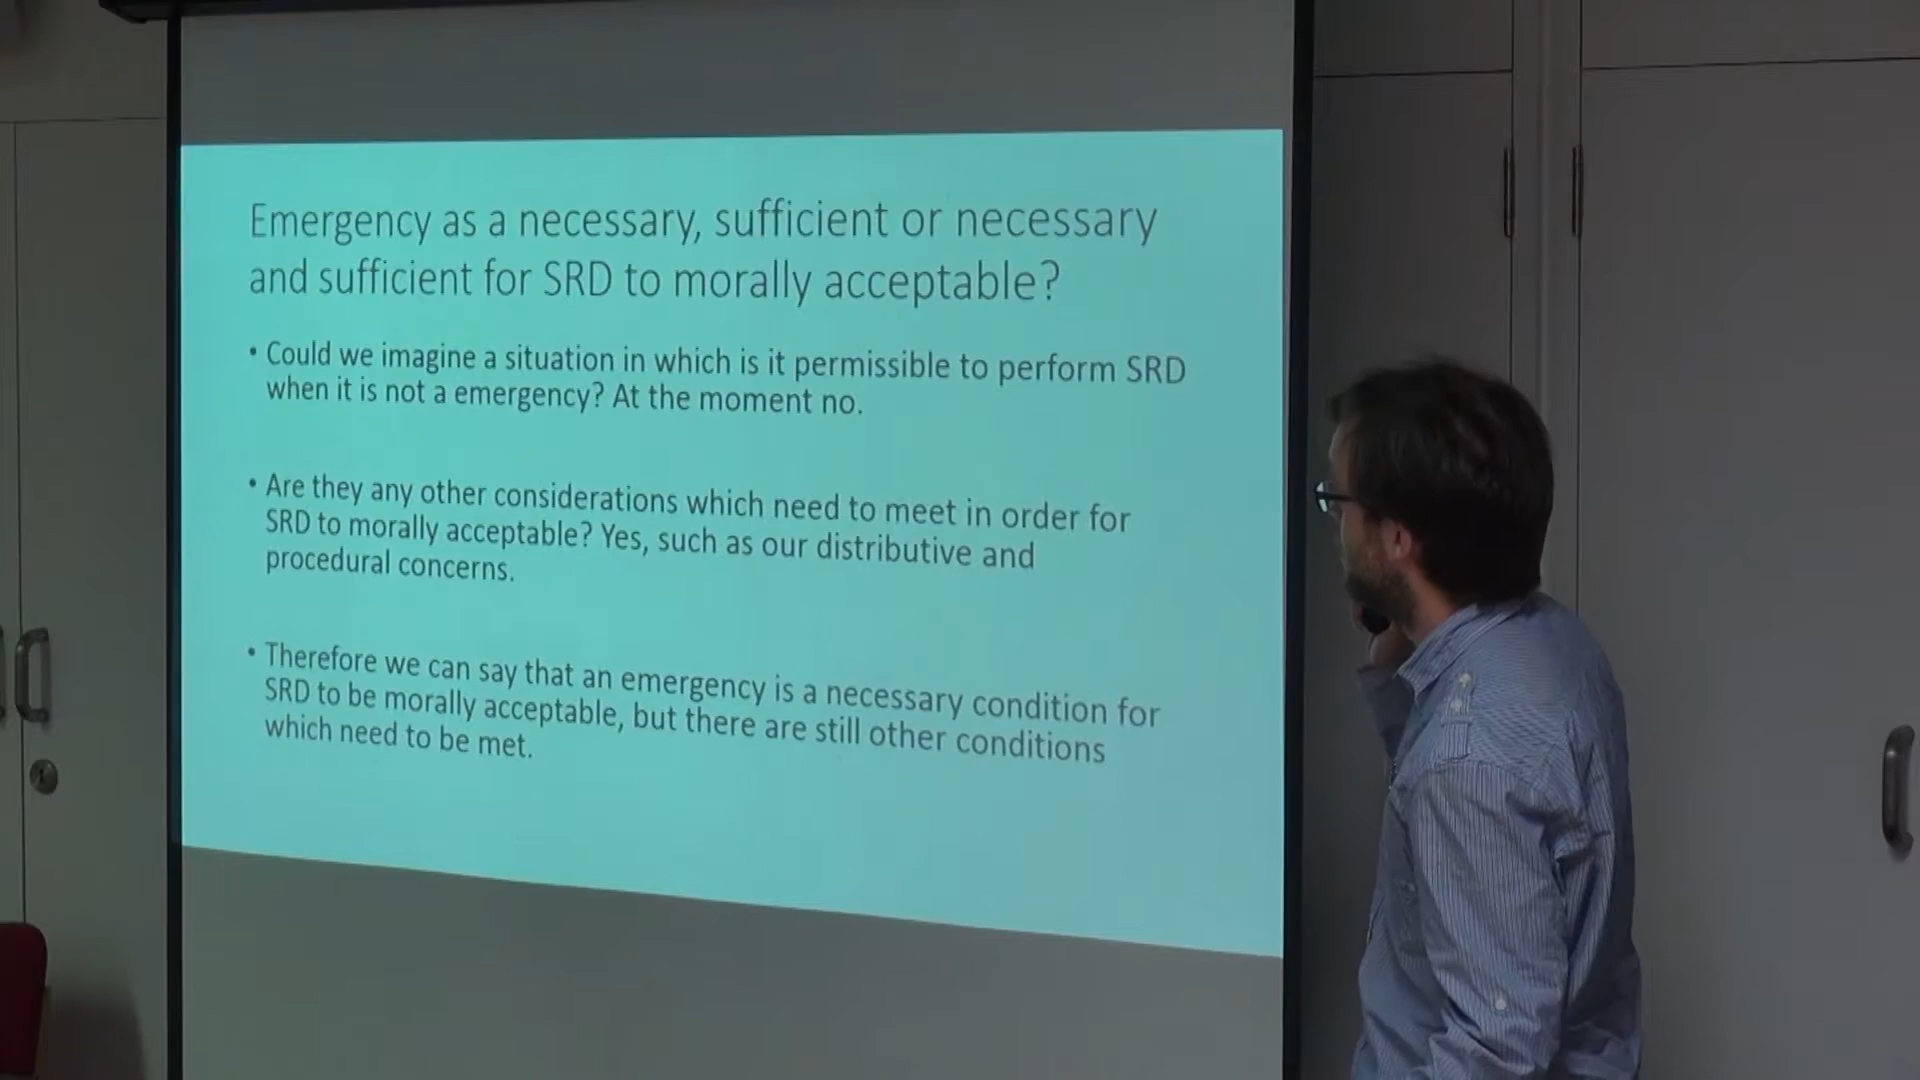 Emergency as a necessary, sufficient or necessary
and sufficient for SRD to morally acceptable?
• Could we imagine a situation in which is it permissible to perform SRD
when it is not a emergency? At the moment no.
• Are they any other considerations which need to meet in order for
SRD to morally acceptable? Yes, such as our distributive and
procedural concerns.
• Therefore we can say that an emergency is a necessary condition for
SRD to be morally acceptable, but there are still other conditions
which need to be met.